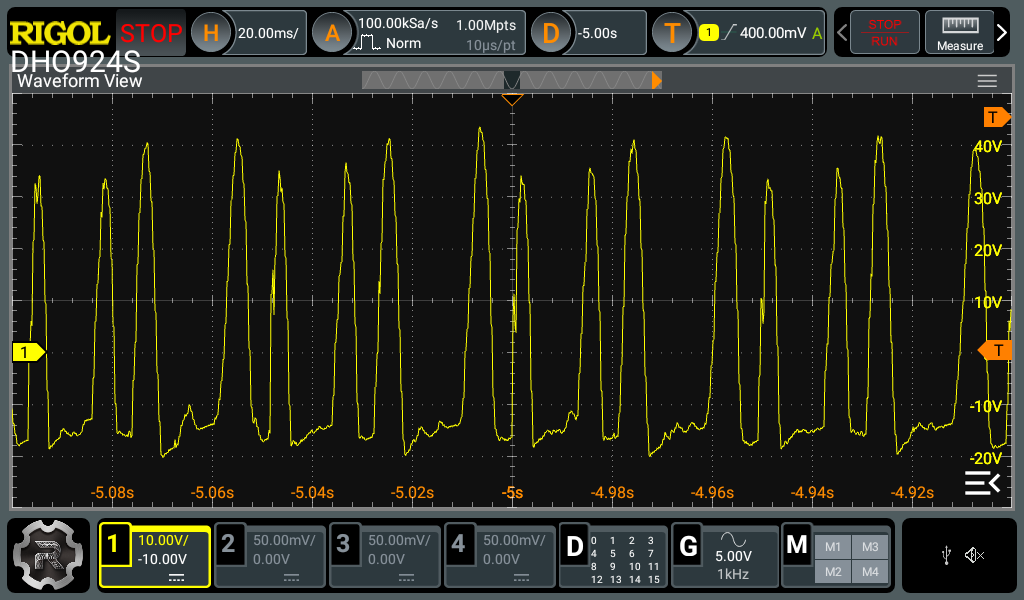 RIGOL STOP H 20.00ms/ A 100.00kSa/s 1.00Mpts D -5.00s T 1 400.00mV A STOP
Norm 10μs/pt RUN Measure
DHO924S
Waveform View
T
40V
30V
20V
10V
1 T
-10V
-20V
-5.08s -5.06s -5.04s -5.02s -5s -4.98s -4.96s -4.94s -4.92s
R
1 10.00V/
-10.00V
2 50.00mV/
0.00V
3 50.00mV/
0.00V
4 50.00mV/
0.00V
D 0 1 2 3
4 5 6 7
8 9 10 11
12 13 14 15
G 5.00V
1kHz
M M1 M3
M2 M4